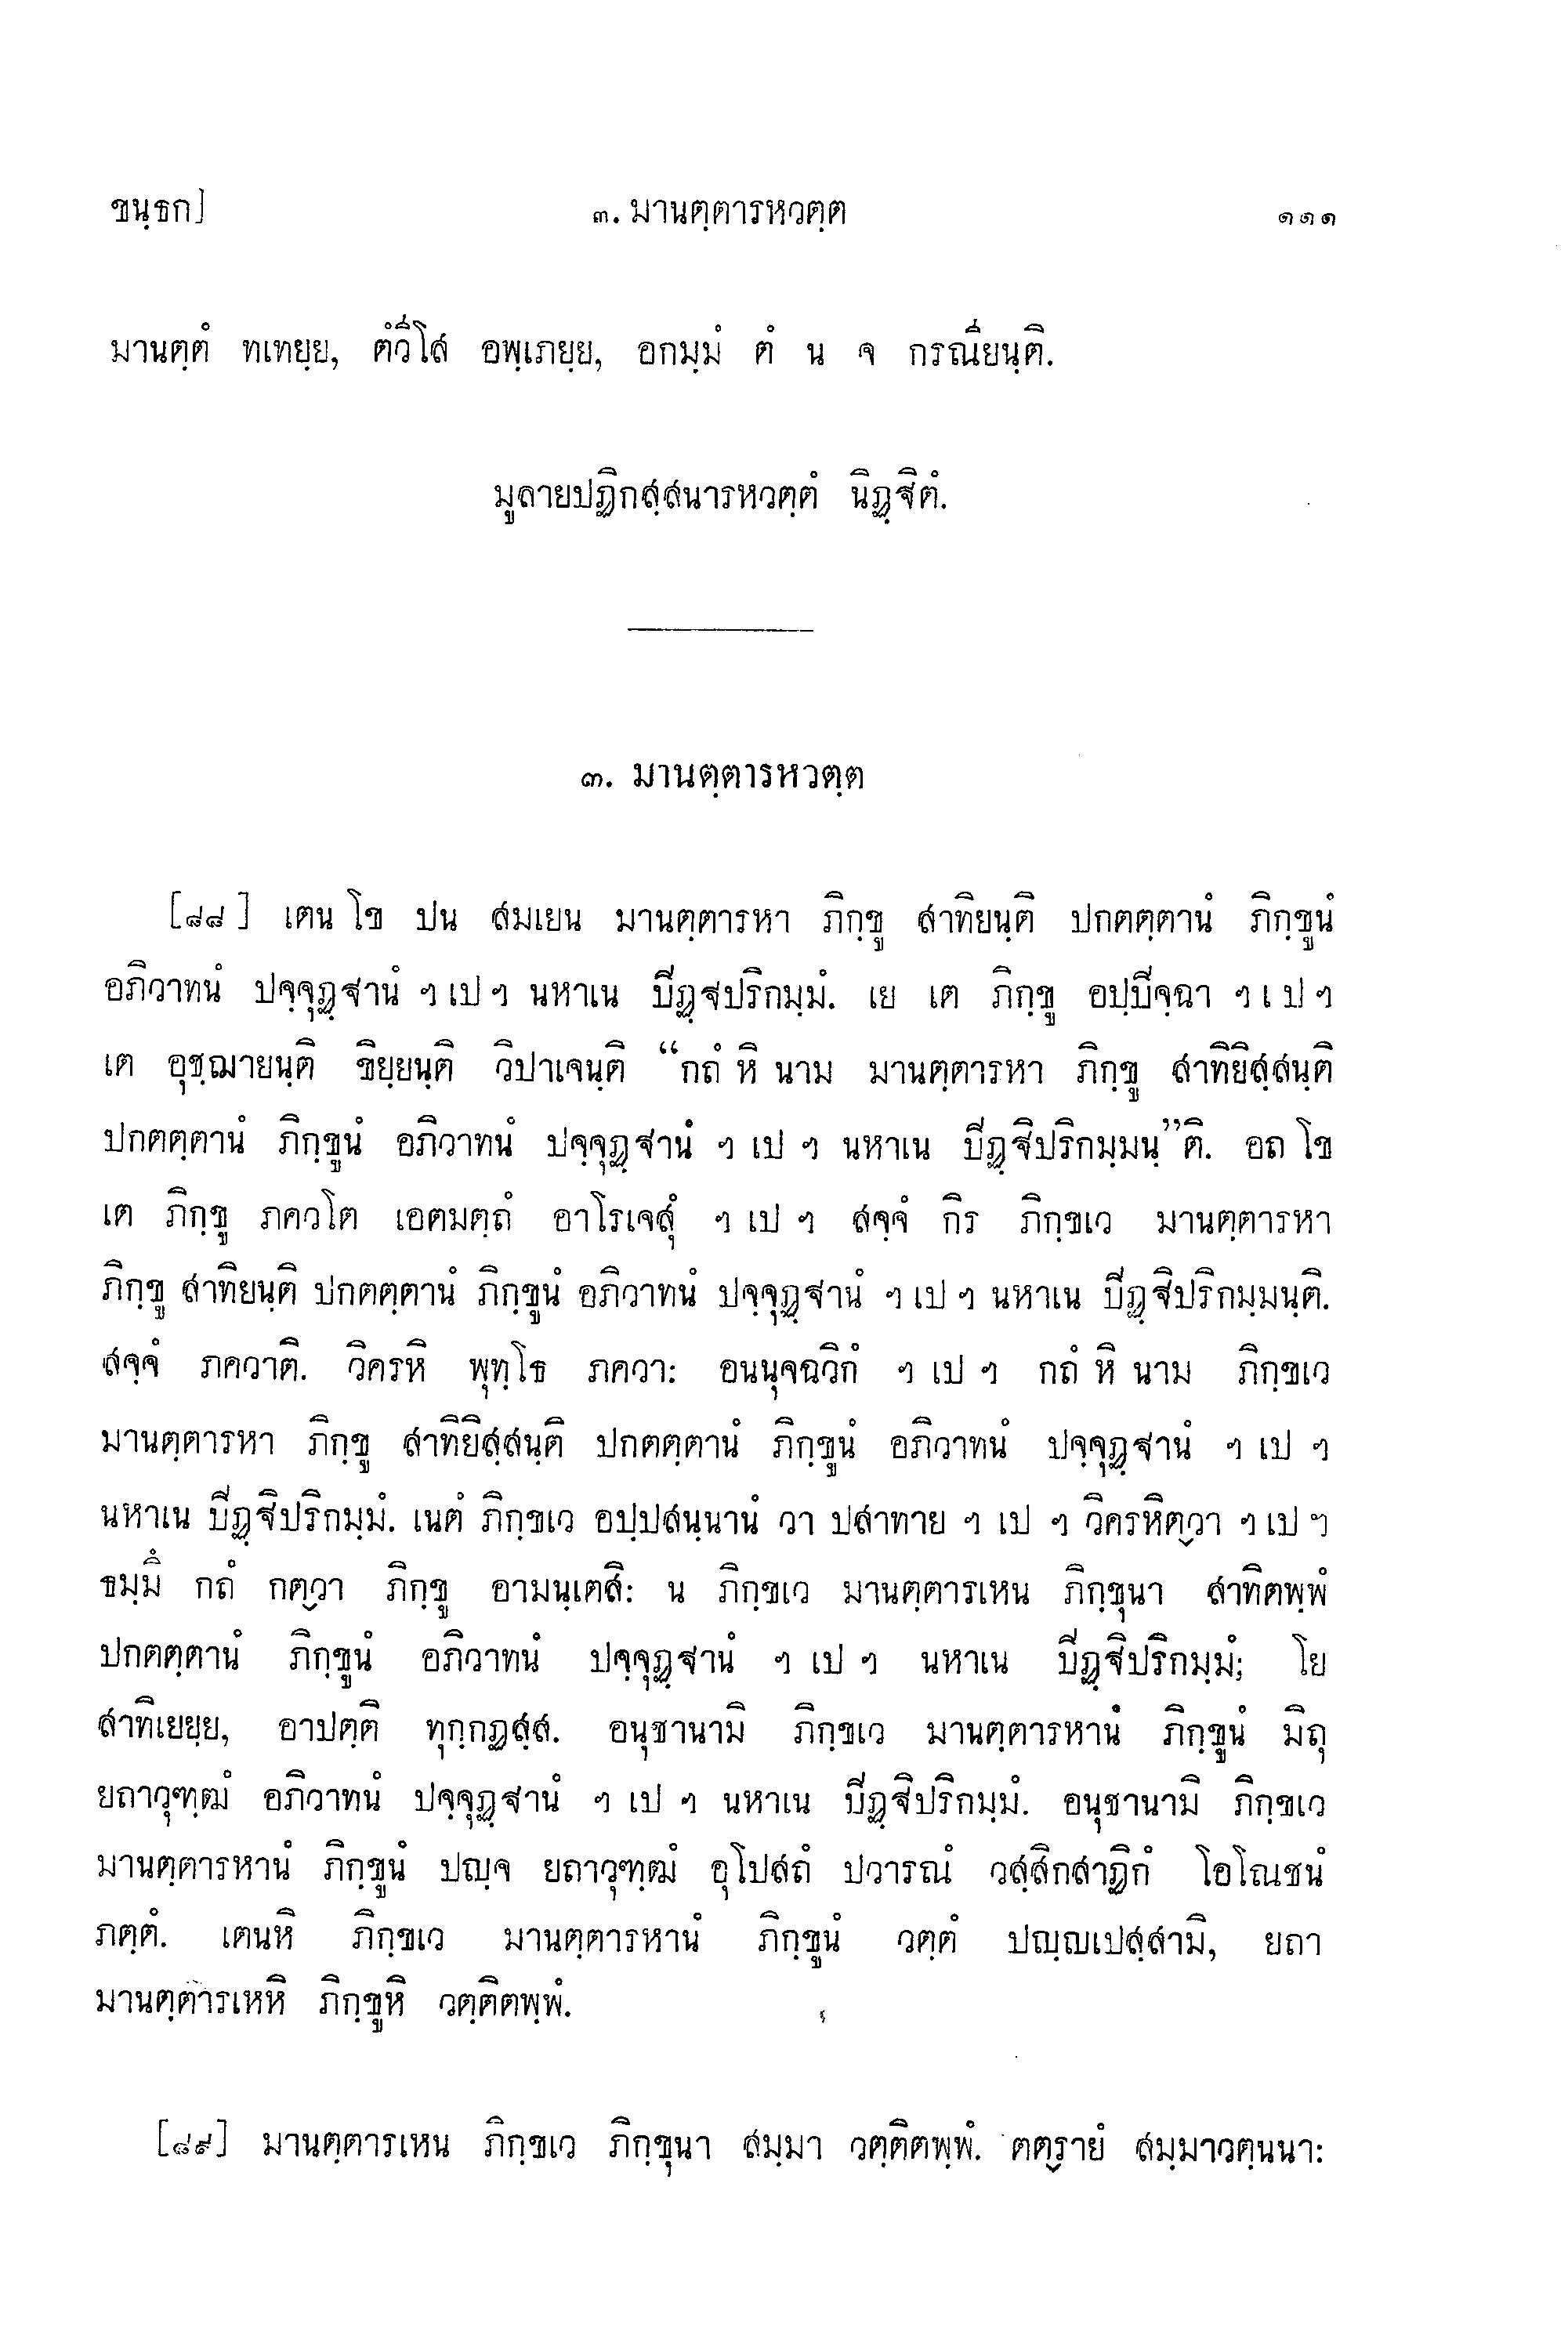 ขนฺธก]
๓. มานตฺตารหวตฺต
๑๑๑
มานตฺตํ ทเทยฺย, ตํวีโส อพฺเภยฺย, อกมฺมํ ตํ น จ กรณียนฺติ.
มูลายปฏิกสฺสนารหวตฺตํ นิฏฺฐิตํ.
๓. มานตฺตารหวตฺต
[๘๘] เตน โข ปน สมเยน มานตฺตารหา ภิกฺขู สาทิยนฺติ ปกตตฺตานํ ภิกฺขูนํ
อภิวาทนํ ปจฺจุฏฺฐานํ ฯ เป ฯ นหาเน ปีฏฺฐปริกมฺมํ. เย เต ภิกฺขู อปฺปีจฺฉา ฯ เ ป ฯ
เต อุชฺฌายนฺติ ขิยฺยนฺติ วิปาเจนฺติ “กถํ หิ นาม มานตฺตารหา ภิกฺขู สาทิยิสฺสนฺติ
ปกตตฺตานํ ภิกฺขูนํ อภิวาทนํ ปจฺจุฏฺฐานํ ฯ เป ฯ นหาเน ปีฏฺฐิปริกมฺมนฺ”ติ. อถ โข
เต ภิกฺขู ภควโต เอตมตฺถํ อาโรเจสุํ ฯ เป ฯ สจฺจํ กิร ภิกฺขเว มานตฺตารหา
ภิกฺขู สาทิยนฺติ ปกตตฺตานํ ภิกฺขูนํ อภิวาทนํ ปจฺจุฏฺฐานํ ฯ เป ฯ นหาเน ปีฏฺฐิปริกมฺมนฺติ.
สจฺจํ ภควาติ. วิครหิ พุทฺโธ ภควา: อนนุจฉวิกํ ฯ เป ฯ กถํ หิ นาม ภิกฺขเว
มานตฺตารหา ภิกฺขู สาทิยิสฺสนฺติ ปกตตฺตานํ ภิกฺขูนํ อภิวาทนํ ปจฺจุฏฺฐานํ ฯ เป ฯ
นหาเน ปีฏฺฐิปริกมฺมํ. เนตํ ภิกฺขเว อปฺปสนฺนานํ วา ปสาทาย ฯ เป ฯ วิครหิตฺวา ฯ เป ฯ
ธมฺมึ กถํ กตฺวา ภิกฺขู อามนฺเตสิ: น ภิกฺขเว มานตฺตารเหน ภิกฺขุนา สาทิตพฺพํ
ปกตตฺตานํ ภิกฺขูนํ อภิวาทนํ ปจฺจุฏฺฐานํ ฯ เป ฯ นหาเน ปีฏฺฐิปริกมฺมํ; โย
สาทิเยยฺย, อาปตฺติ ทุกฺกฏสฺส. อนุชานามิ ภิกฺขเว มานตฺตารหานํ ภิกฺขูนํ มิถุ
ยถาวุฑฺฒํ อภิวาทนํ ปจฺจุฏฺฐานํ ฯ เป ฯ นหาเน ปีฏฺฐิปริกมฺมํ. อนุชานามิ ภิกฺขเว
มานตฺตารหานํ ภิกฺขูนํ ปญฺจ ยถาวุฑฺฒํ อุโปสถํ ปวารณํ วสฺสิกสาฏิกํ โอโณชนํ
ภตฺตํ. เตนหิ ภิกฺขเว มานตฺตารหานํ ภิกฺขูนํ วตฺตํ ปญฺญเปสฺสามิ, ยถา
มานตฺตารเหหิ ภิกฺขูหิ วตฺติตพฺพํ.
[๘๙] มานตฺตารเหน ภิกฺขเว ภิกฺขุนา สมฺมา วตฺติตพฺพํ. ตตฺรายํ สมฺมาวตฺนนา: